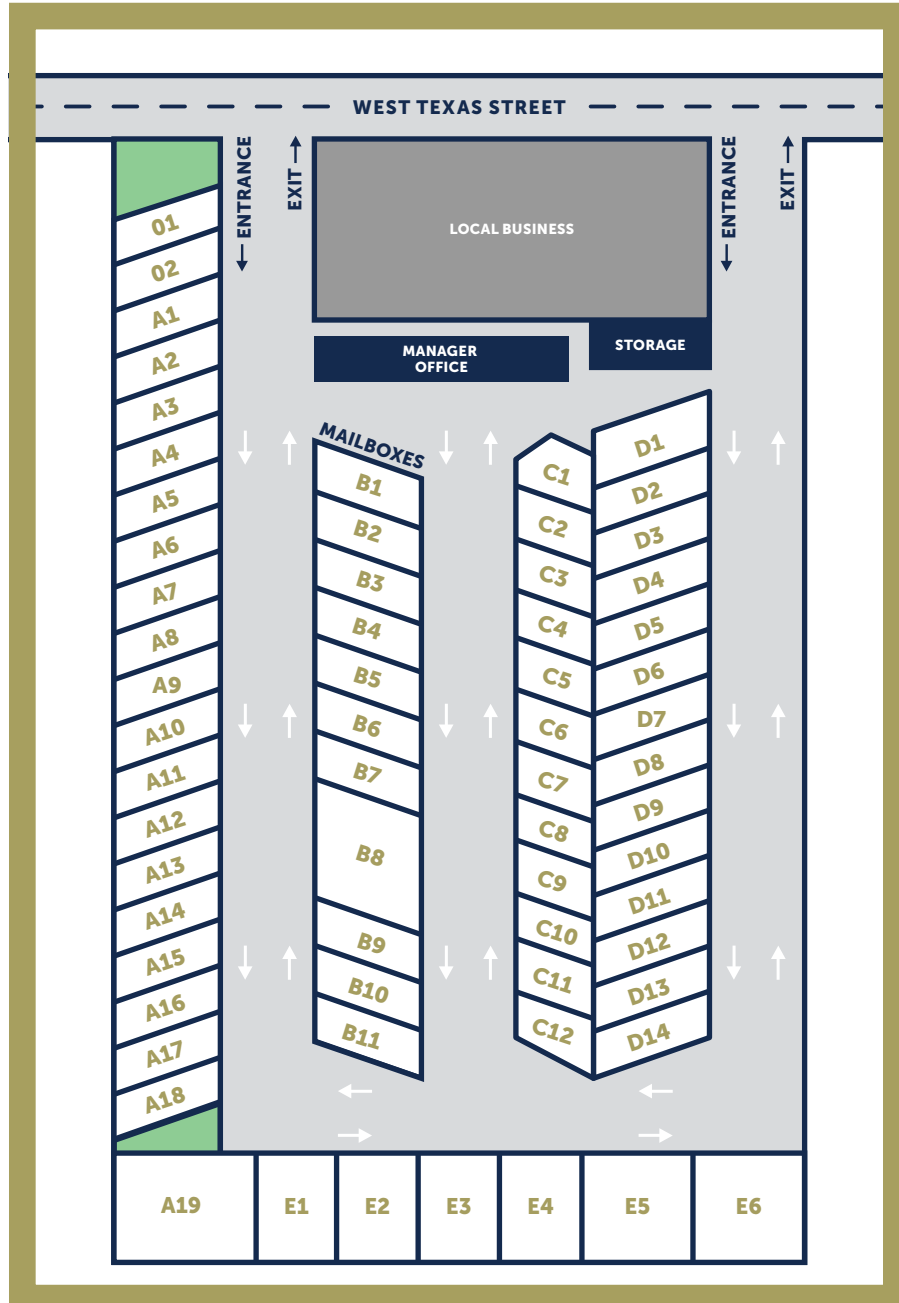 WEST TEXAS STREET
ENTRANCE
EXIT
LOCAL BUSINESS
ENTRANCE
EXIT
MANAGER
OFFICE
STORAGE
01
02
A1
A2
A3
A4
A5
A6
A7
A8
A9
A10
A11
A12
A13
A14
A15
A16
A17
A18
MAILBOXES
B1
B2
B3
B4
B5
B6
B7
B8
B9
B10
B11
C1
C2
C3
C4
C5
C6
C7
C8
C9
C10
C11
C12
D1
D2
D3
D4
D5
D6
D7
D8
D9
D10
D11
D12
D13
D14
A19
E1
E2
E3
E4
E5
E6